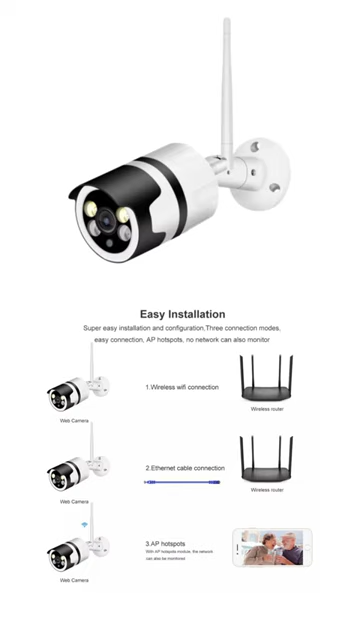 Easy Installation
Super easy installation and configuration,Three connection modes,
easy connection, AP hotspots, no network can also monitor
1.Wireless wifi connection
Wireless router
Web Camera
2.Ethernet cable connection
Wireless router
Web Camera
3.AP hotspots
With AP hotspots module, the network
can also be monitored
Web Camera